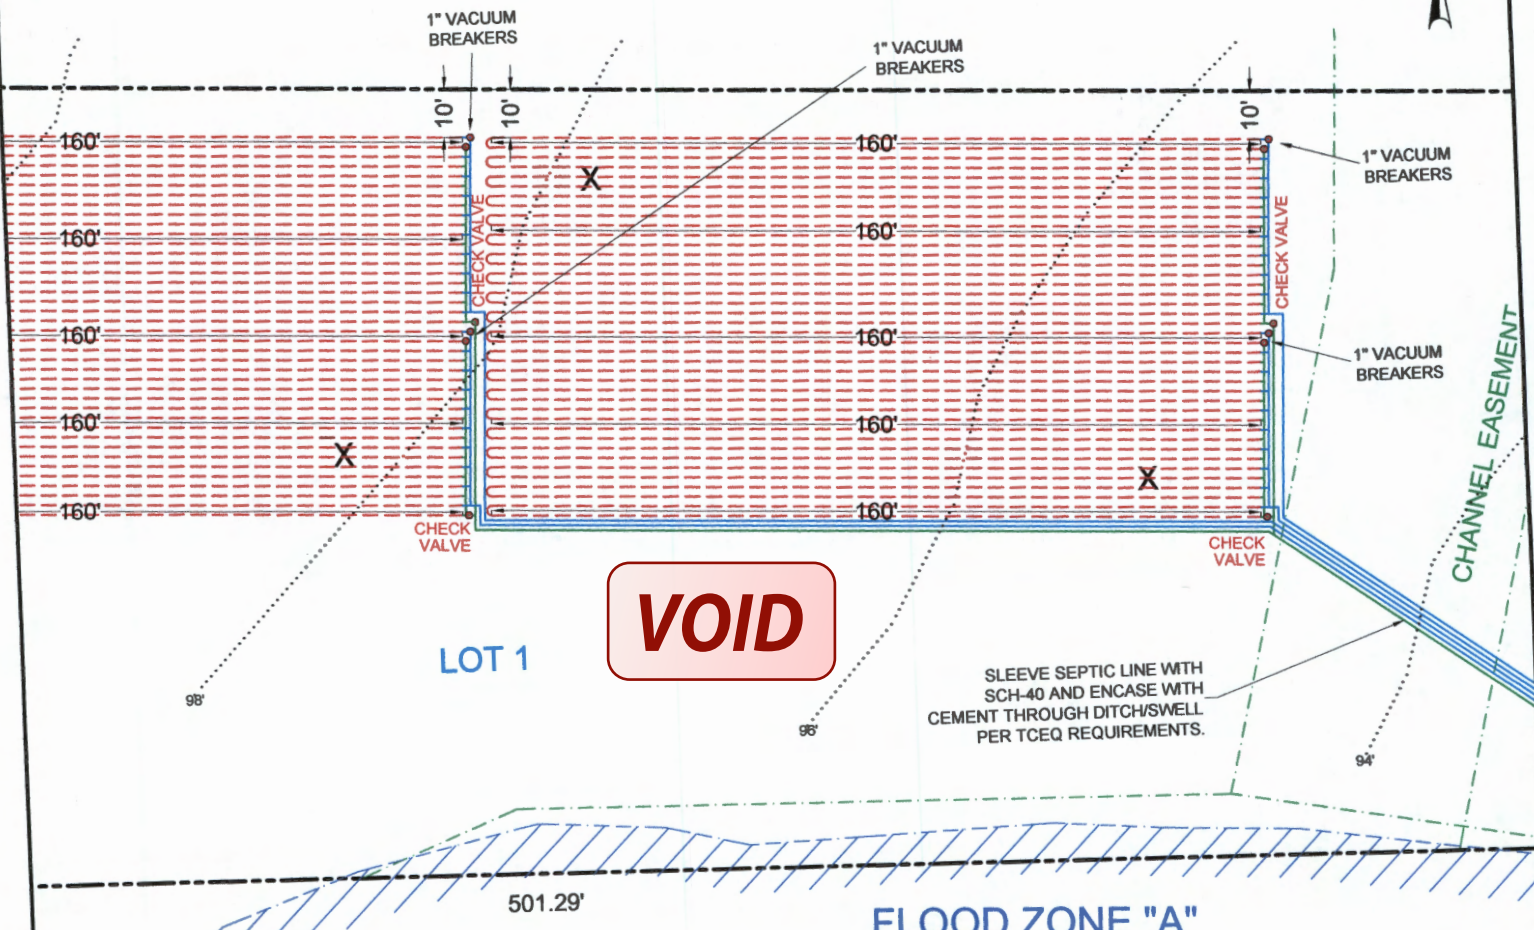 1" VACUUM
BREAKERS
1" VACUUM
BREAKERS
10'
10'
10'
160'
160'
160'
160'
160'
160'
160'
160'
160'
160'
1" VACUUM
BREAKERS
X
CHECK VALVE
CHECK VALVE
1" VACUUM
BREAKERS
X
X
CHECK
VALVE
CHECK
VALVE
CHANNEL EASEMENT
VOID
LOT 1
SLEEVE SEPTIC LINE WITH
SCH-40 AND ENCASE WITH
CEMENT THROUGH DITCH/SWELL
PER TCEQ REQUIREMENTS.
98'
96'
94'
501.29'
FLOOD ZONE "A"